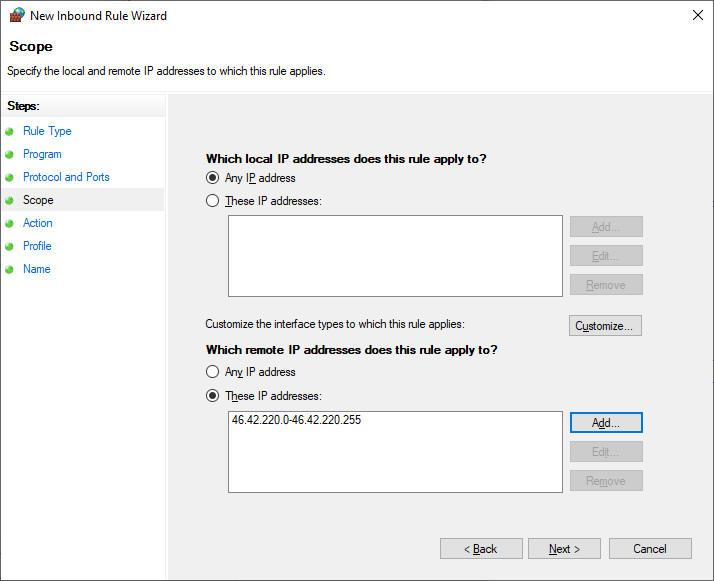 New Inbound Rule Wizard
Scope
Specify the local and remote IP addresses to which this rule applies.
Steps:
Rule Type
Program
Protocol and Ports
Scope
Action
Profile
Name
Which local IP addresses does this rule apply to?
Any IP address
These IP addresses:
Add...
Edit...
Remove
Customize the interface types to which this rule applies:
Customize...
Which remote IP addresses does this rule apply to?
Any IP address
These IP addresses:
46.42.220.0-46.42.220.255
Add...
Edit...
Remove
< Back
Next >
Cancel